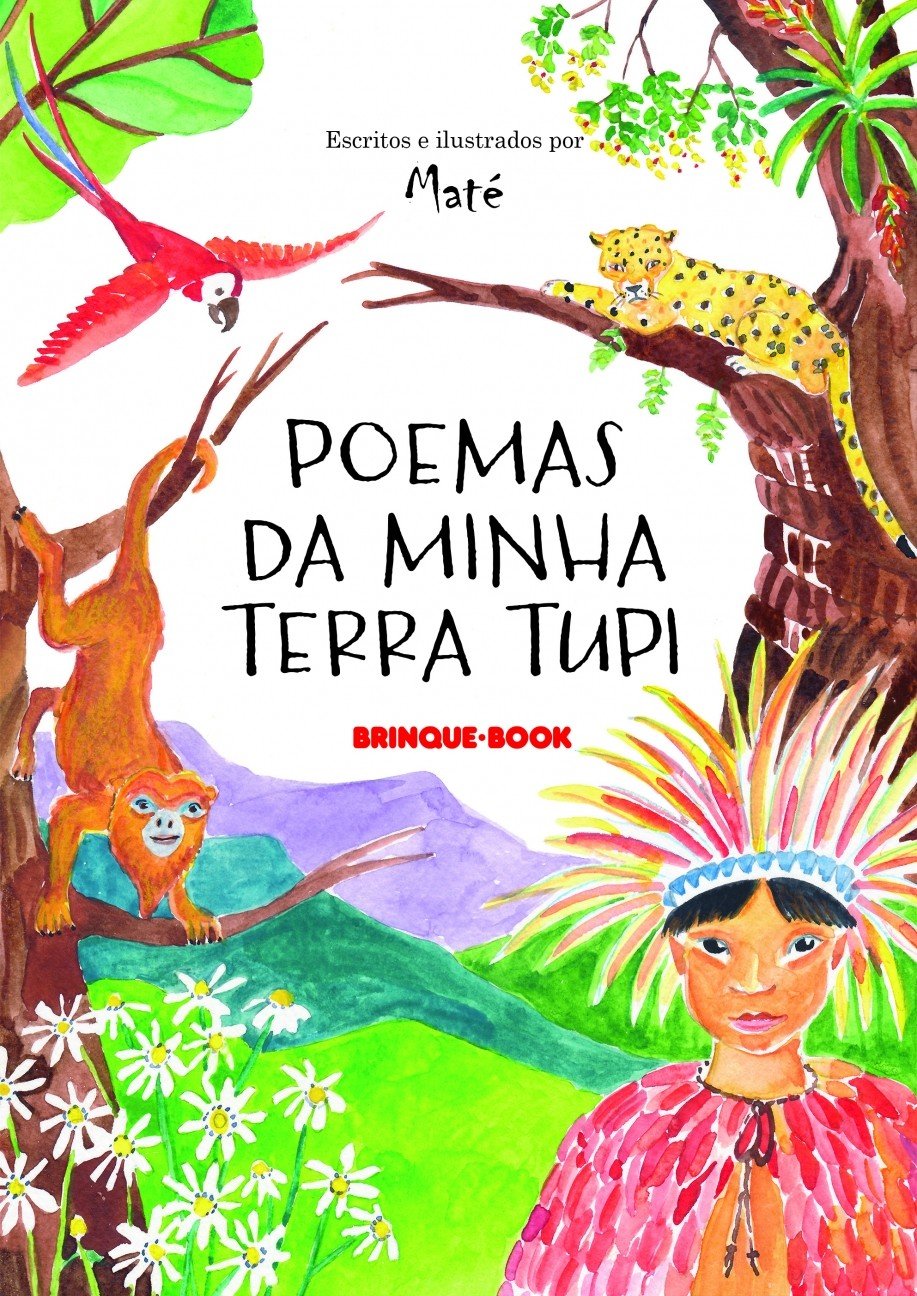 Escritos e ilustrados por
Maté
POEMAS
DA MINHA
TERRA TUPI
BRINQUE-BOOK